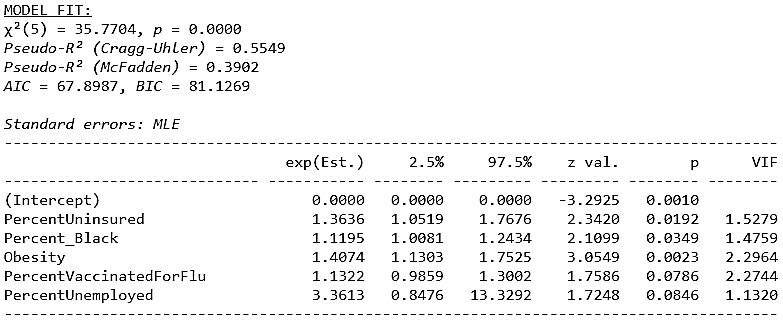 MODEL FIT:
χ²(5) = 35.7704, p = 0.0000
Pseudo-R² (Cragg-Uhler) = 0.5549
Pseudo-R² (McFadden) = 0.3902
AIC = 67.8987, BIC = 81.1269
Standard errors: MLE
exp(Est.) 2.5% 97.5% z val. p VIF
(Intercept) 0.0000 0.0000 0.0000 -3.2925 0.0010
PercentUninsured 1.3636 1.0519 1.7676 2.3420 0.0192 1.5279
Percent_Black 1.1195 1.0081 1.2434 2.1099 0.0349 1.4759
Obesity 1.4074 1.1303 1.7525 3.0549 0.0023 2.2964
PercentVaccinatedForFlu 1.1322 0.9859 1.3002 1.7586 0.0786 2.2744
PercentUnemployed 3.3613 0.8476 13.3292 1.7248 0.0846 1.1320